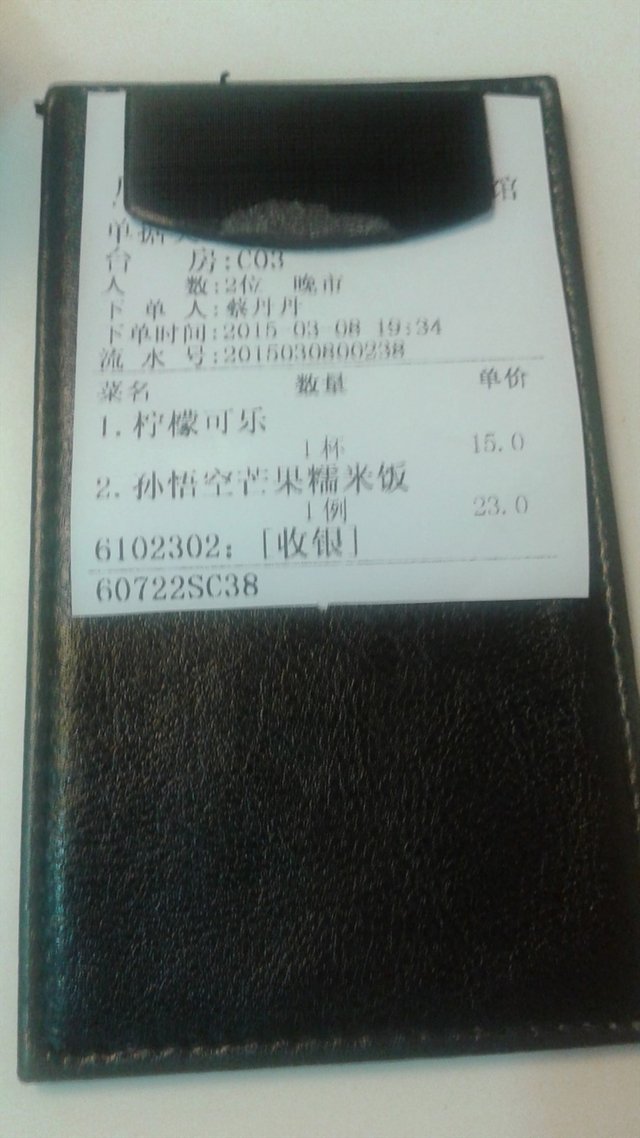 馆
单据
台 房:C03
人 数:2位 晚市
下 单 人:蔡丹丹
下单时间:2015-03-08 19:34
流 水 号:2015030800238
菜名 数量 单价
1.柠檬可乐
1杯 15.0
2.孙悟空芒果糯米饭
1例 23.0
6102302:[收银]
60722SC38